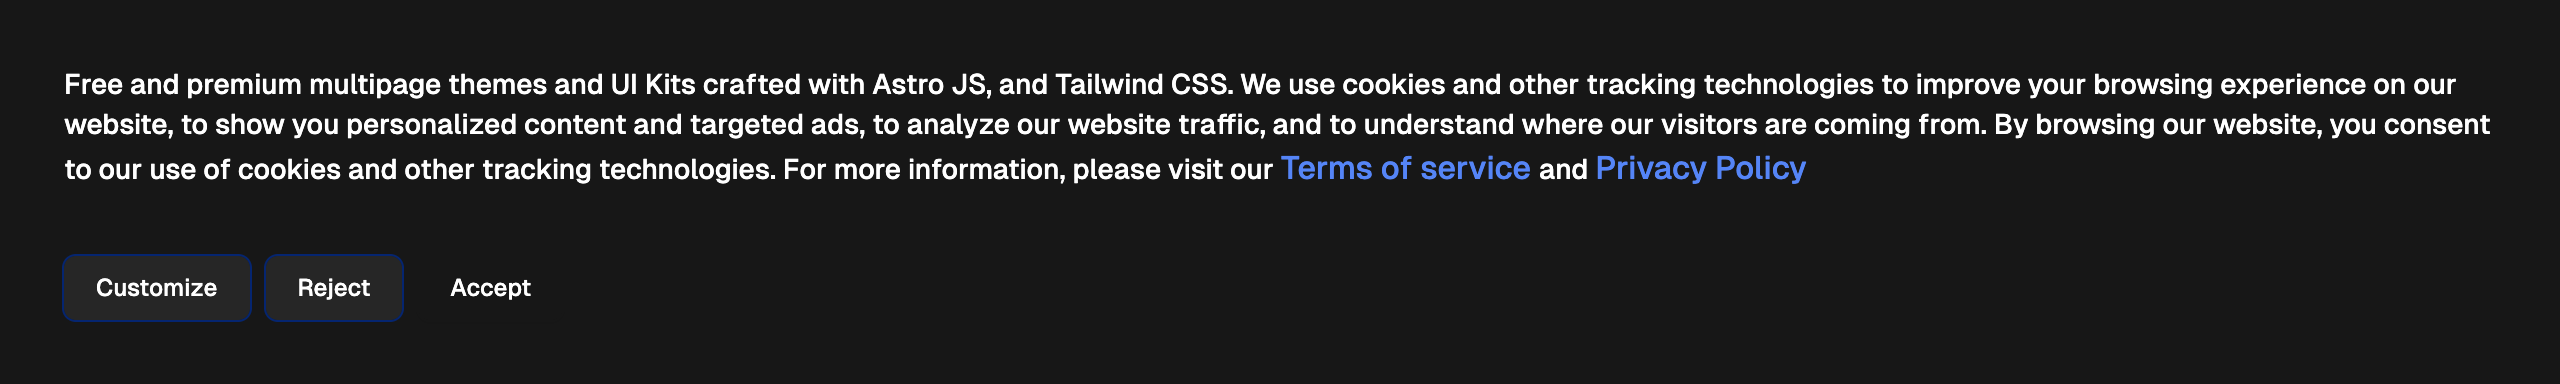 Free and premium multipage themes and UI Kits crafted with Astro JS, and Tailwind CSS. We use cookies and other tracking technologies to improve your browsing experience on our
website, to show you personalized content and targeted ads, to analyze our website traffic, and to understand where our visitors are coming from. By browsing our website, you consent
to our use of cookies and other tracking technologies. For more information, please visit our Terms of service and Privacy Policy
Customize Reject Accept